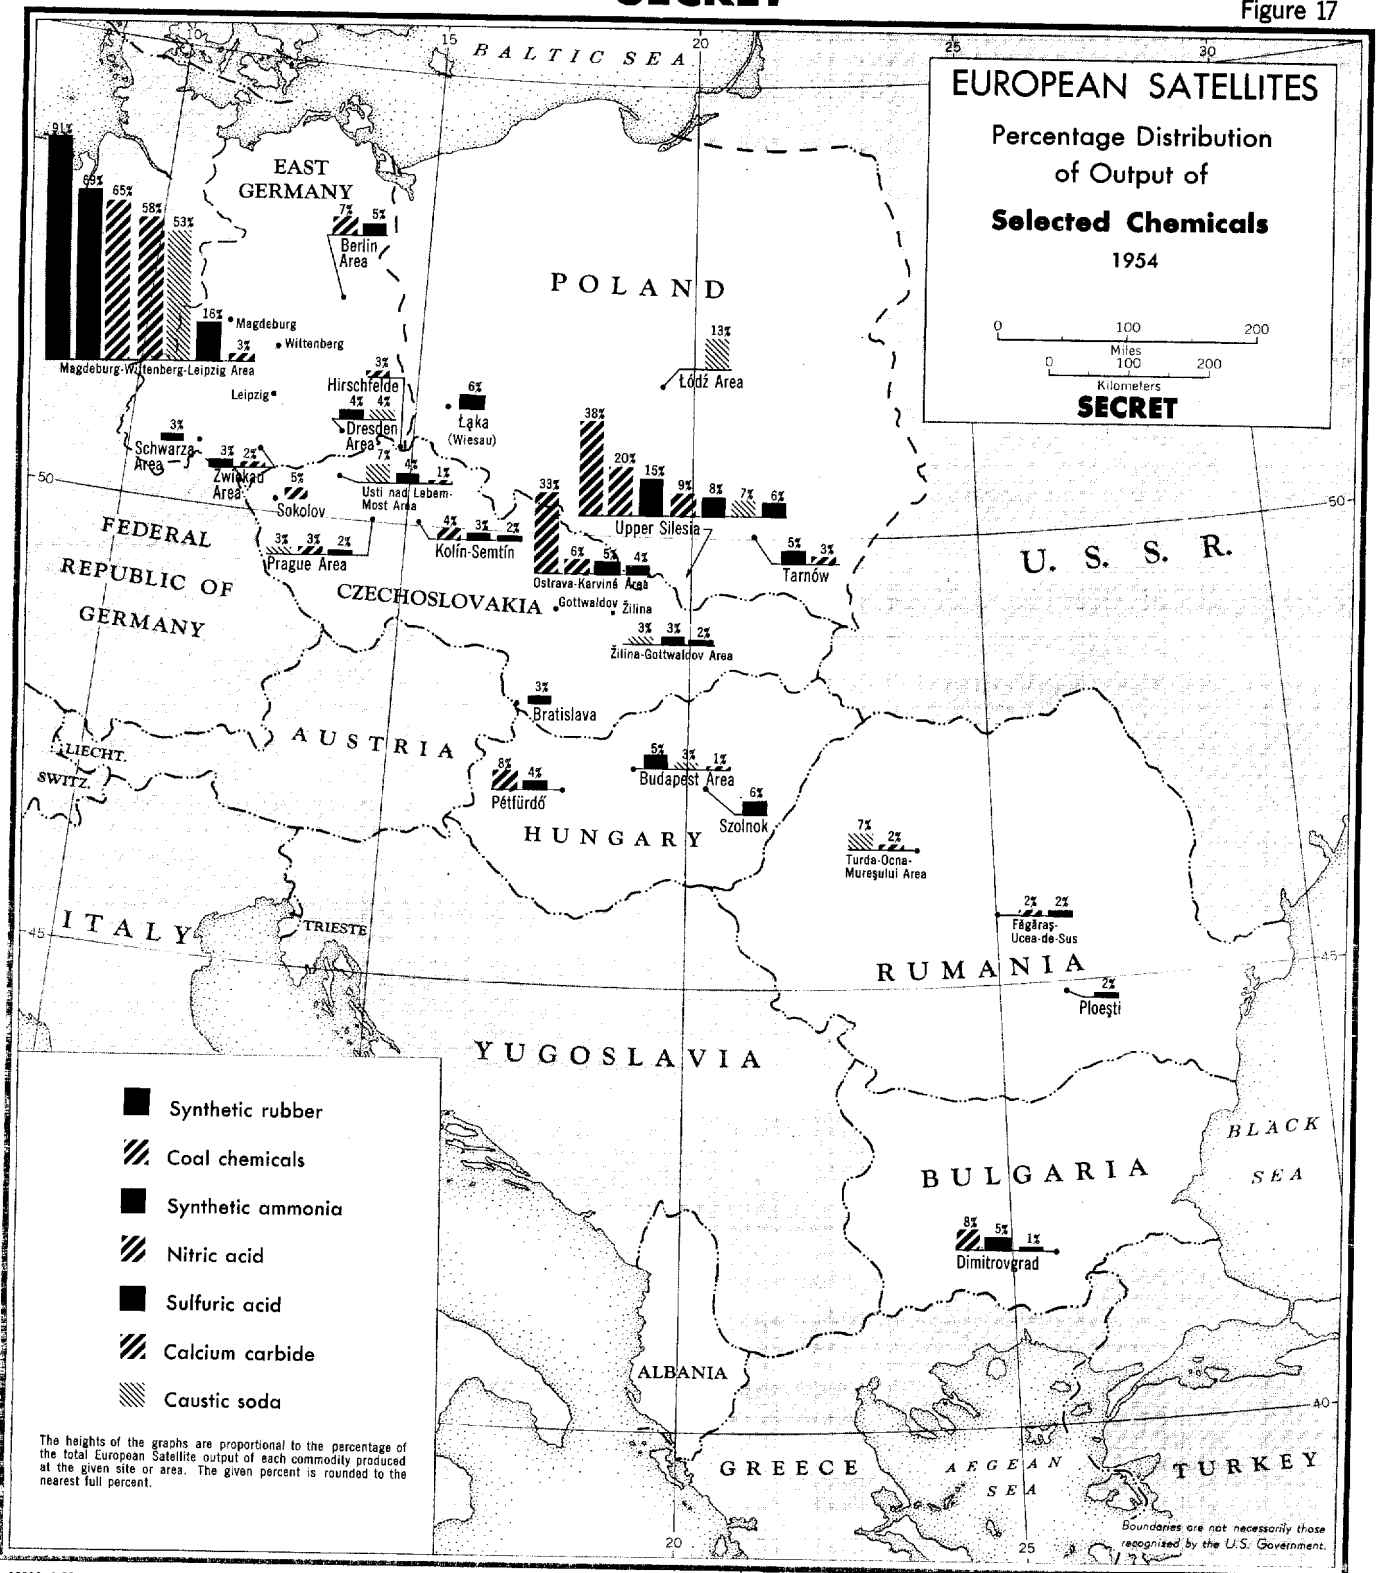 SECRET
Figure 17
EUROPEAN SATELLITES
Percentage Distribution
of Output of
Selected Chemicals
1954
0 100 200
Miles
0 100 200
Kilometers
SECRET
10
15
20
25
30
BALTIC SEA
EAST
GERMANY
7% 5%
Berlin
Area
91% 69% 65% 58% 53% 16% 3%
Magdeburg-Wittenberg-Leipzig Area
Magdeburg
Wittenberg
Leipzig
POLAND
13%
Łódź Area
3%
Hirschfelde
4% 4%
Dresden
Area
6%
Łąka
(Wiesau)
3%
Schwarza
Area
3% 2%
Zwickau
Area
5%
Sokolov
7% 4% 1%
Usti nad Labem-
Most Area
38% 20% 15% 9% 8% 7% 6%
Upper Silesia
33% 6% 5% 4%
Ostrava-Karviná Area
4% 3% 2%
Kolín-Semtín
3% 3% 2%
Prague Area
5% 3%
Tarnów
50
50
FEDERAL
REPUBLIC OF
GERMANY
U. S. S. R.
CZECHOSLOVAKIA
Gottwaldov
Žilina
3% 3% 2%
Žilina-Gottwaldov Area
3%
Bratislava
AUSTRIA
LIECHT.
SWITZ.
8% 4%
Pétfürdő
5% 3% 1%
Budapest Area
6%
Szolnok
HUNGARY
7% 2%
Turda-Ocna-
Mureşului Area
2% 2%
Făgăraş-
Ucea-de-Sus
ITALY
TRIESTE
45
45
RUMANIA
2%
Ploeşti
YUGOSLAVIA
BLACK
SEA
BULGARIA
8% 5% 1%
Dimitrovgrad
Synthetic rubber
Coal chemicals
Synthetic ammonia
Nitric acid
Sulfuric acid
Calcium carbide
Caustic soda
The heights of the graphs are proportional to the percentage of
the total European Satellite output of each commodity produced
at the given site or area. The given percent is rounded to the
nearest full percent.
ALBANIA
40
GREECE
AEGEAN
SEA
TURKEY
20
25
Boundaries are not necessarily those
recognized by the U.S. Government.